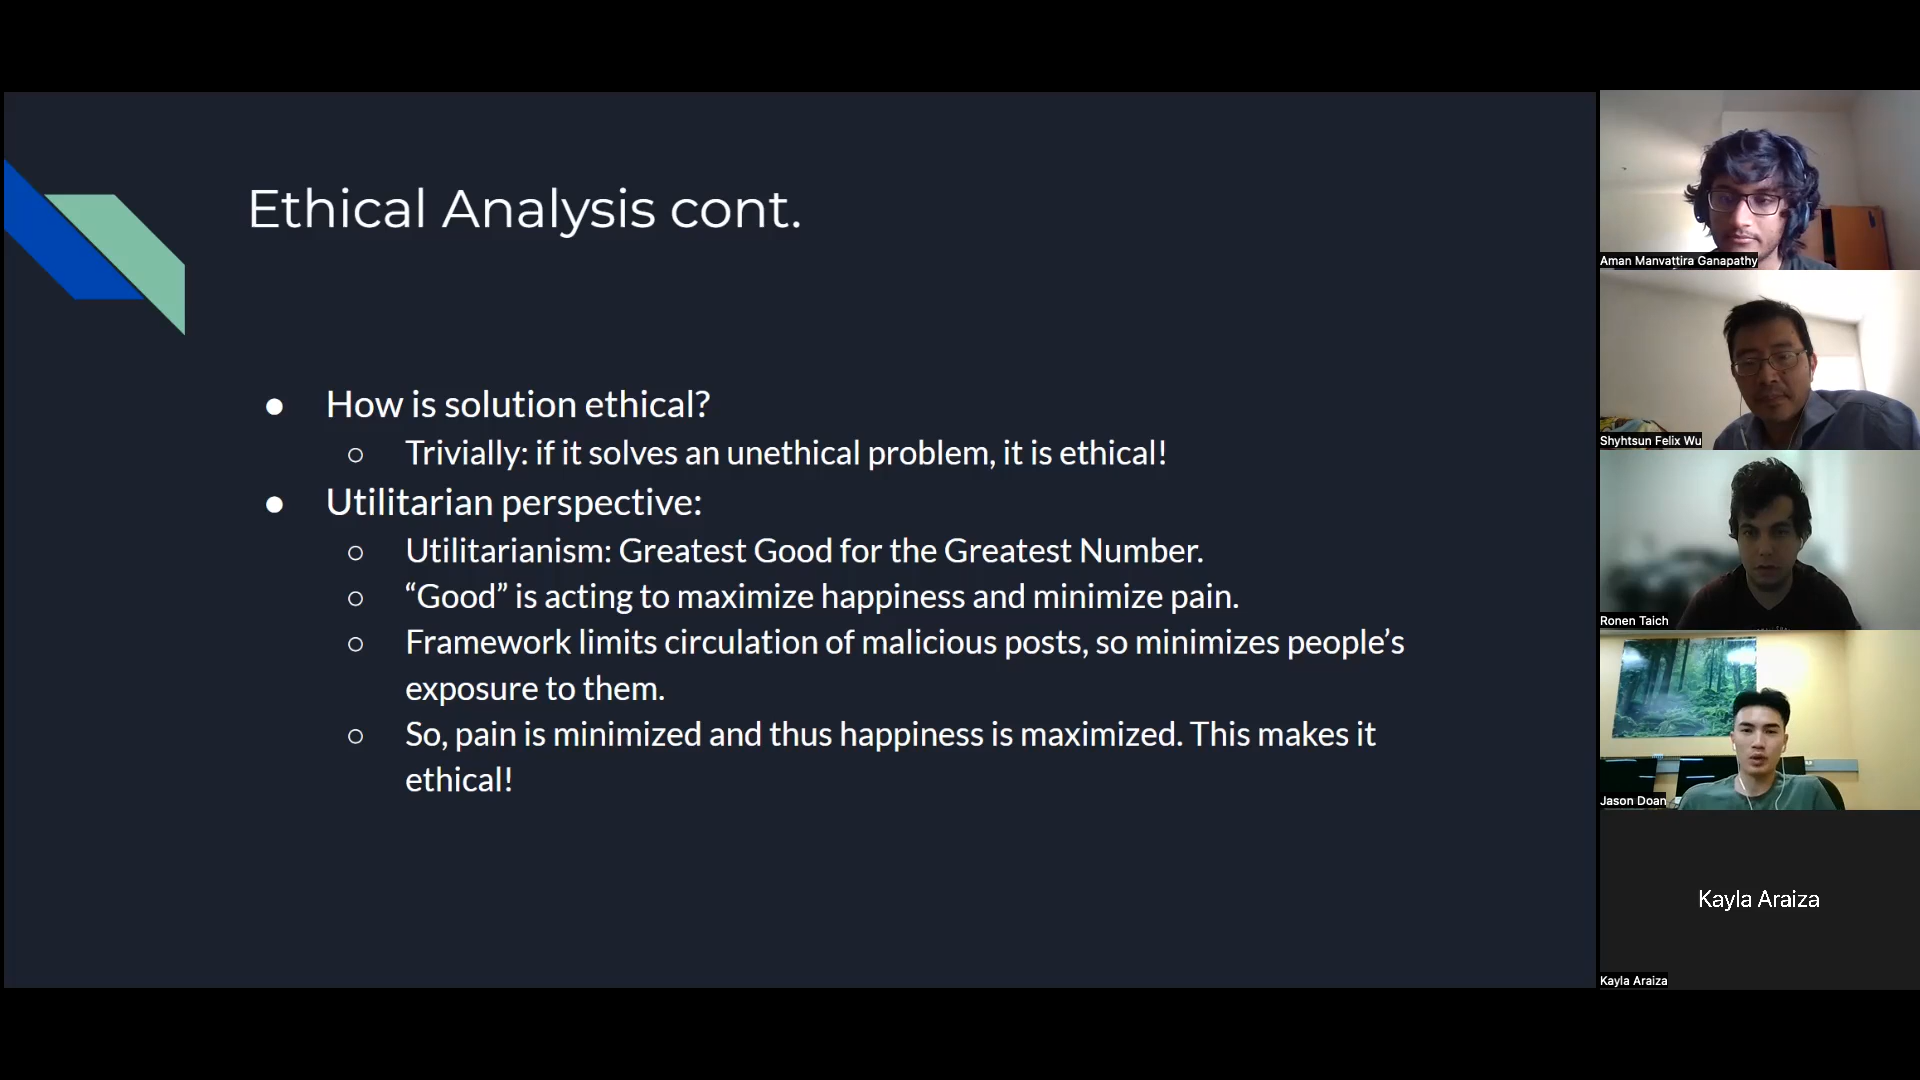 Ethical Analysis cont.
● How is solution ethical?
○ Trivially: if it solves an unethical problem, it is ethical!
● Utilitarian perspective:
○ Utilitarianism: Greatest Good for the Greatest Number.
○ “Good” is acting to maximize happiness and minimize pain.
○ Framework limits circulation of malicious posts, so minimizes people’s
exposure to them.
○ So, pain is minimized and thus happiness is maximized. This makes it
ethical!
Aman Manvattira Ganapathy
Shyhtsun Felix Wu
Ronen Taich
Jason Doan
Kayla Araiza
Kayla Araiza